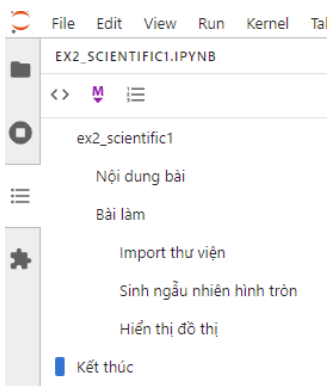 File Edit View Run Kernel
EX2_SCIENTIFIC1.IPYNB
ex2_scientific1
Nội dung bài
Bài làm
Import thư viện
Sinh ngẫu nhiên hình tròn
Hiển thị đồ thị
Kết thúc